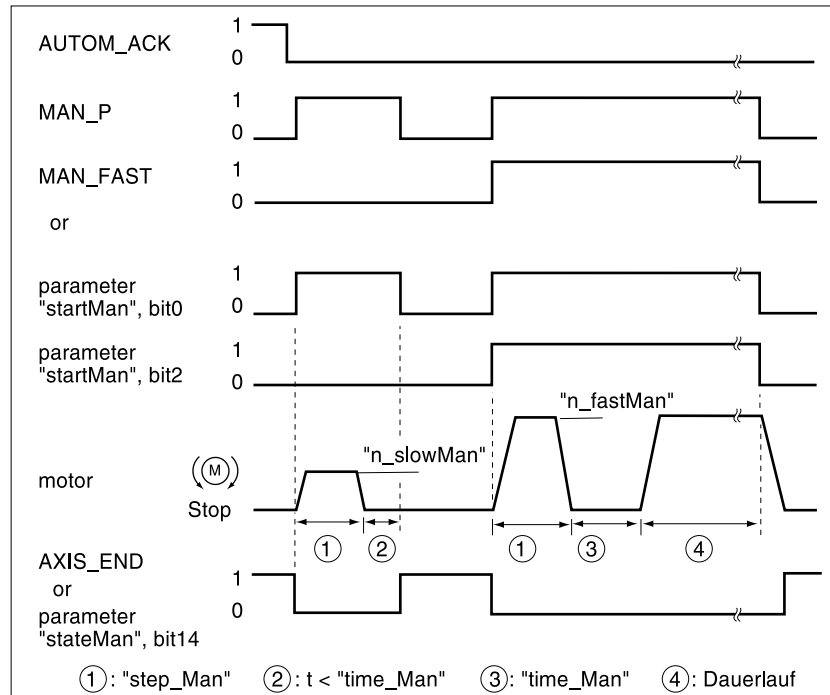 AUTOM_ACK
1
0
MAN_P
1
0
MAN_FAST
1
0
or
parameter
"startMan", bit0
1
0
parameter
"startMan", bit2
1
0
"n_fastMan"
"n_slowMan"
motor
M
Stop
1 2 1 3 4
AXIS_END
or
parameter
"stateMan", bit14
1
0
1: "step_Man" 2: t < "time_Man" 3: "time_Man" 4: Dauerlauf